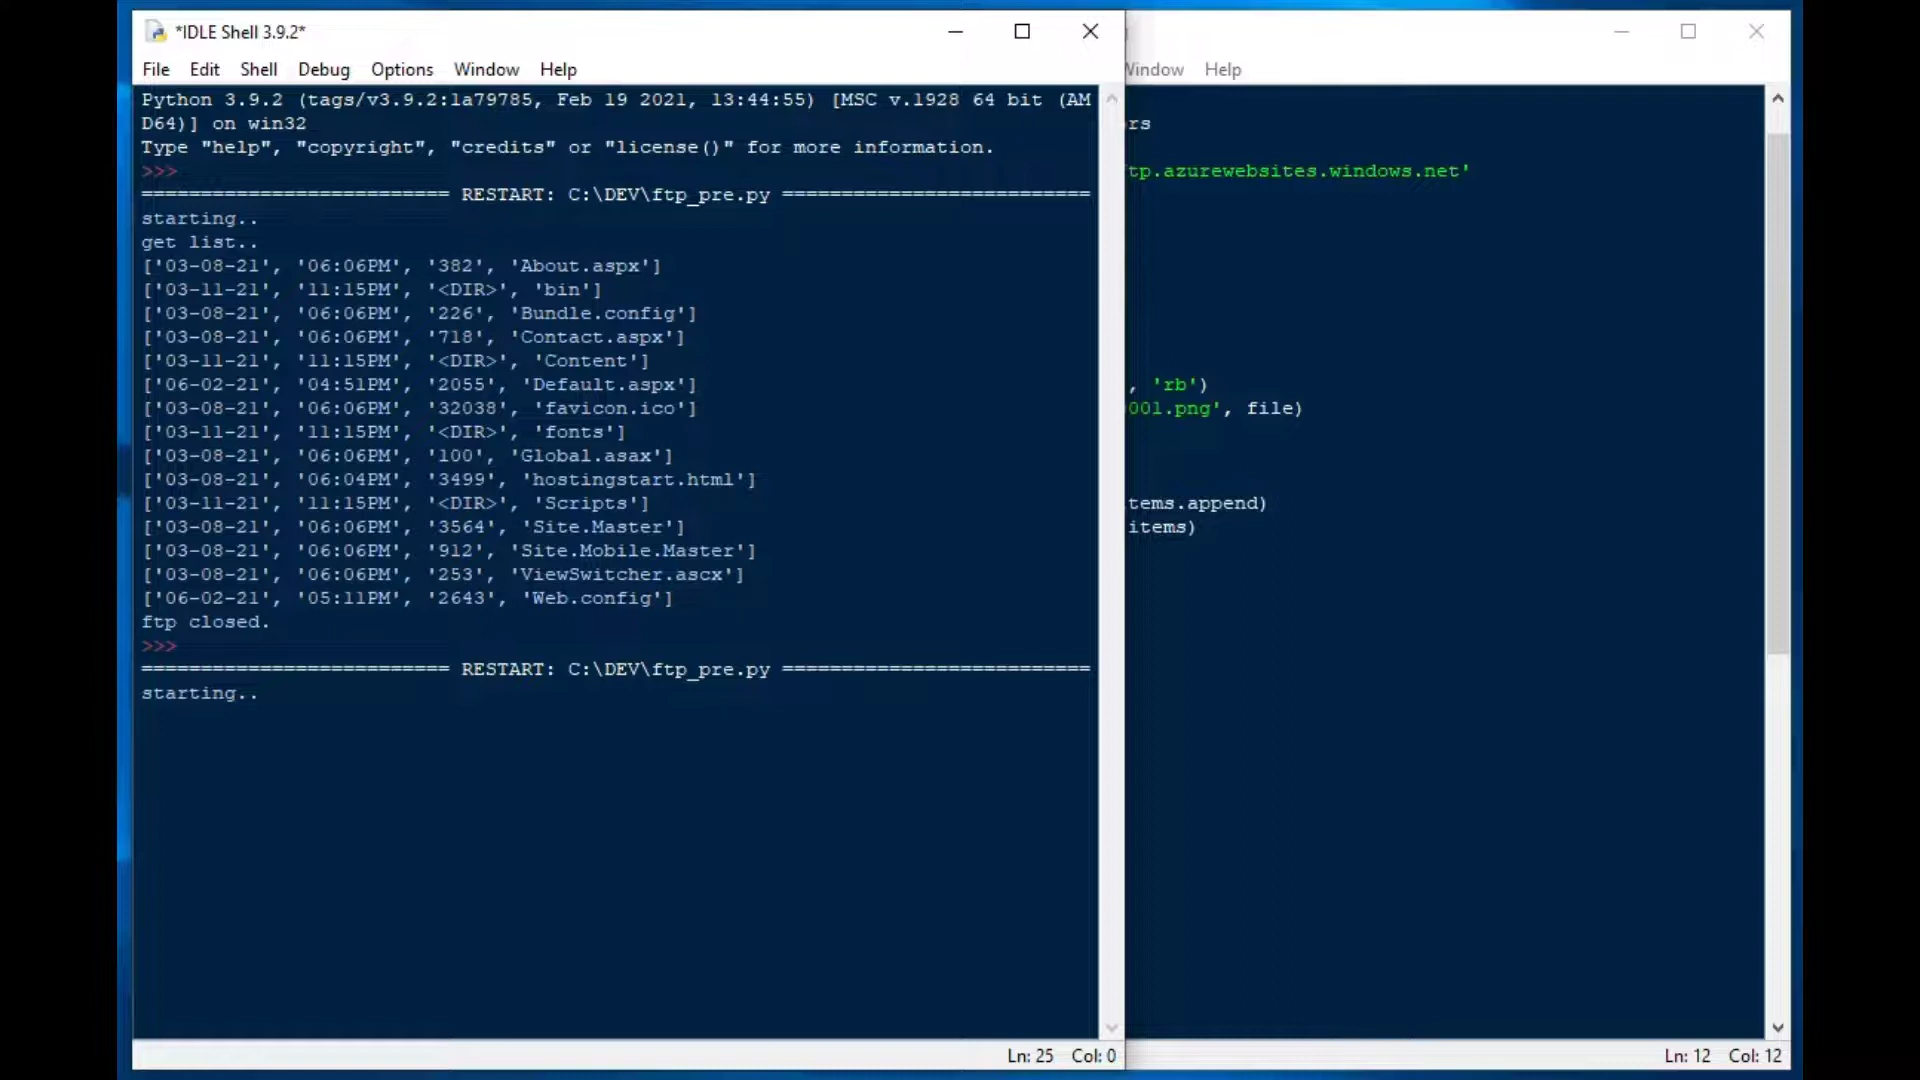 *IDLE Shell 3.9.2*
File Edit Shell Debug Options Window Help
Python 3.9.2 (tags/v3.9.2:1a79785, Feb 19 2021, 13:44:55) [MSC v.1928 64 bit (AM
D64)] on win32
Type "help", "copyright", "credits" or "license()" for more information.
>>>
========================== RESTART: C:\DEV\ftp_pre.py ==========================
starting..
get list..
['03-08-21', '06:06PM', '382', 'About.aspx']
['03-11-21', '11:15PM', '<DIR>', 'bin']
['03-08-21', '06:06PM', '226', 'Bundle.config']
['03-08-21', '06:06PM', '718', 'Contact.aspx']
['03-11-21', '11:15PM', '<DIR>', 'Content']
['06-02-21', '04:51PM', '2055', 'Default.aspx']
['03-08-21', '06:06PM', '32038', 'favicon.ico']
['03-11-21', '11:15PM', '<DIR>', 'fonts']
['03-08-21', '06:06PM', '100', 'Global.asax']
['03-08-21', '06:04PM', '3499', 'hostingstart.html']
['03-11-21', '11:15PM', '<DIR>', 'Scripts']
['03-08-21', '06:06PM', '3564', 'Site.Master']
['03-08-21', '06:06PM', '912', 'Site.Mobile.Master']
['03-08-21', '06:06PM', '253', 'ViewSwitcher.ascx']
['06-02-21', '05:11PM', '2643', 'Web.config']
ftp closed.
>>>
========================== RESTART: C:\DEV\ftp_pre.py ==========================
starting..
Ln: 25 Col: 0
Window Help
rs
tp.azurewebsites.windows.net'
, 'rb')
001.png', file)
tems.append)
items)
Ln: 12 Col: 12